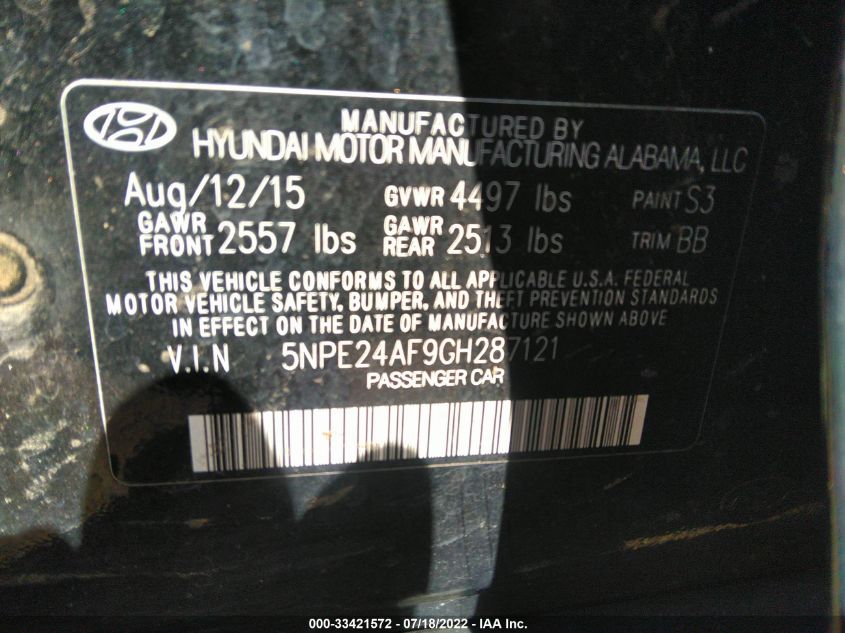 MANUFACTURED BY
HYUNDAI MOTOR MANUFACTURING ALABAMA, LLC
Aug/12/15 GVWR 4497 lbs PAINT S3
GAWR FRONT 2557 lbs GAWR REAR 2513 lbs TRIM BB
THIS VEHICLE CONFORMS TO ALL APPLICABLE U.S.A. FEDERAL
MOTOR VEHICLE SAFETY, BUMPER, AND THEFT PREVENTION STANDARDS
IN EFFECT ON THE DATE OF MANUFACTURE SHOWN ABOVE
V.I.N 5NPE24AF9GH287121
PASSENGER CAR
000-33421572 - 07/18/2022 - IAA Inc.